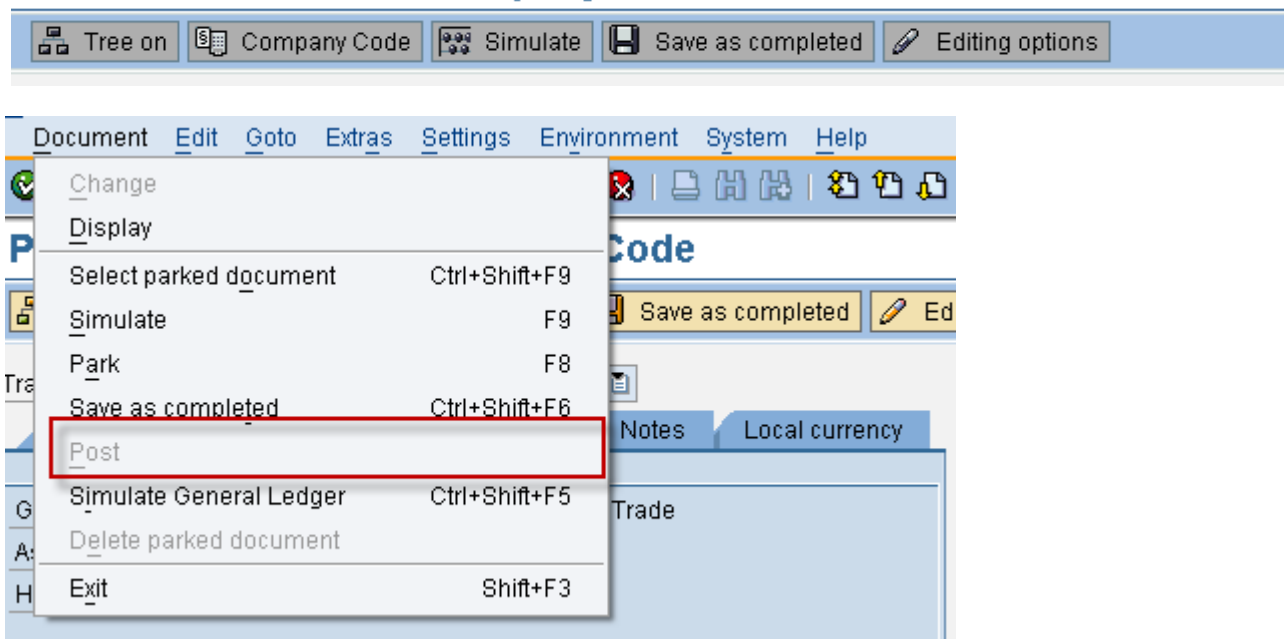 Tree on Company Code Simulate Save as completed Editing options
Document Edit Goto Extras Settings Environment System Help
Change
Display
Code
Select parked document Ctrl+Shift+F9
Simulate F9
Save as completed Ed
Park F8
Tra
Save as completed Ctrl+Shift+F6
Notes Local currency
Post
Simulate General Ledger Ctrl+Shift+F5
Trade
Delete parked document
Exit Shift+F3